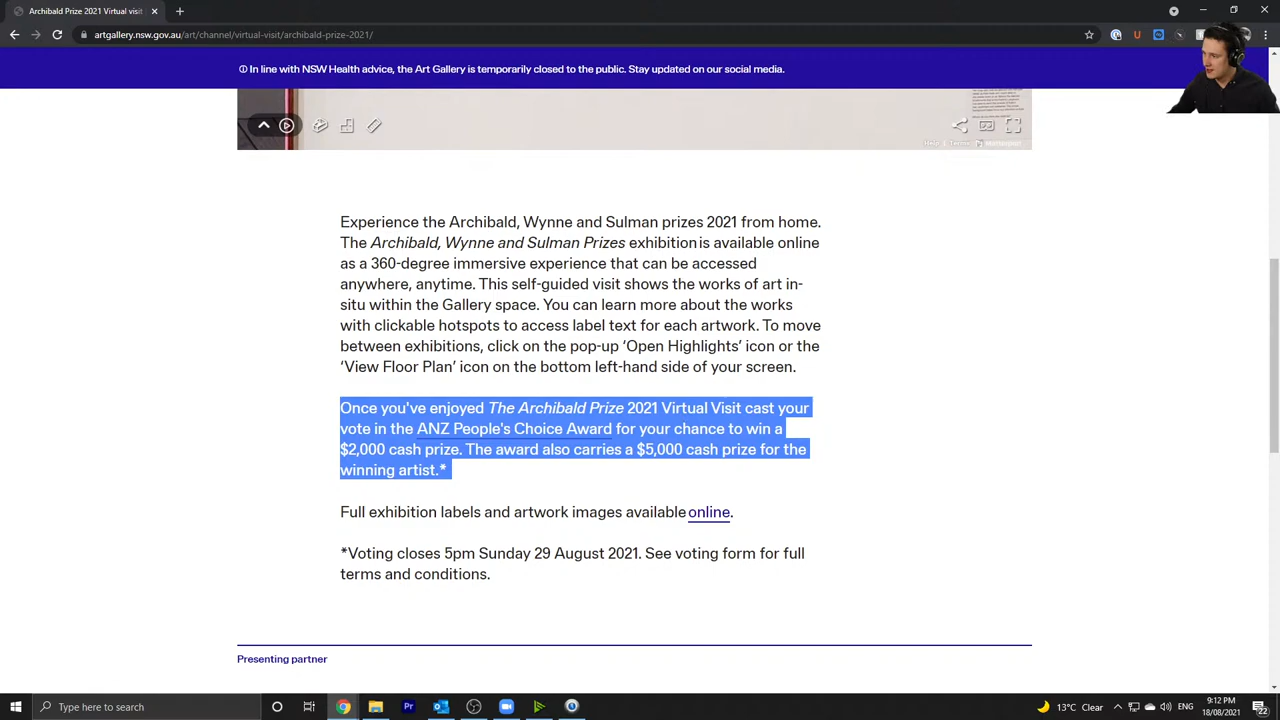 Archibald Prize 2021 Virtual visit
artgallery.nsw.gov.au/art/channel/virtual-visit/archibald-prize-2021/
In line with NSW Health advice, the Art Gallery is temporarily closed to the public. Stay updated on our social media.
Help | Terms
Experience the Archibald, Wynne and Sulman prizes 2021 from home.
The Archibald, Wynne and Sulman Prizes exhibition is available online
as a 360-degree immersive experience that can be accessed
anywhere, anytime. This self-guided visit shows the works of art in-
situ within the Gallery space. You can learn more about the works
with clickable hotspots to access label text for each artwork. To move
between exhibitions, click on the pop-up ‘Open Highlights’ icon or the
‘View Floor Plan’ icon on the bottom left-hand side of your screen.
Once you've enjoyed The Archibald Prize 2021 Virtual Visit cast your
vote in the ANZ People's Choice Award for your chance to win a
$2,000 cash prize. The award also carries a $5,000 cash prize for the
winning artist.*
Full exhibition labels and artwork images available online.
*Voting closes 5pm Sunday 29 August 2021. See voting form for full
terms and conditions.
Presenting partner
Type here to search
13°C Clear
ENG
9:12 PM
18/08/2021
22